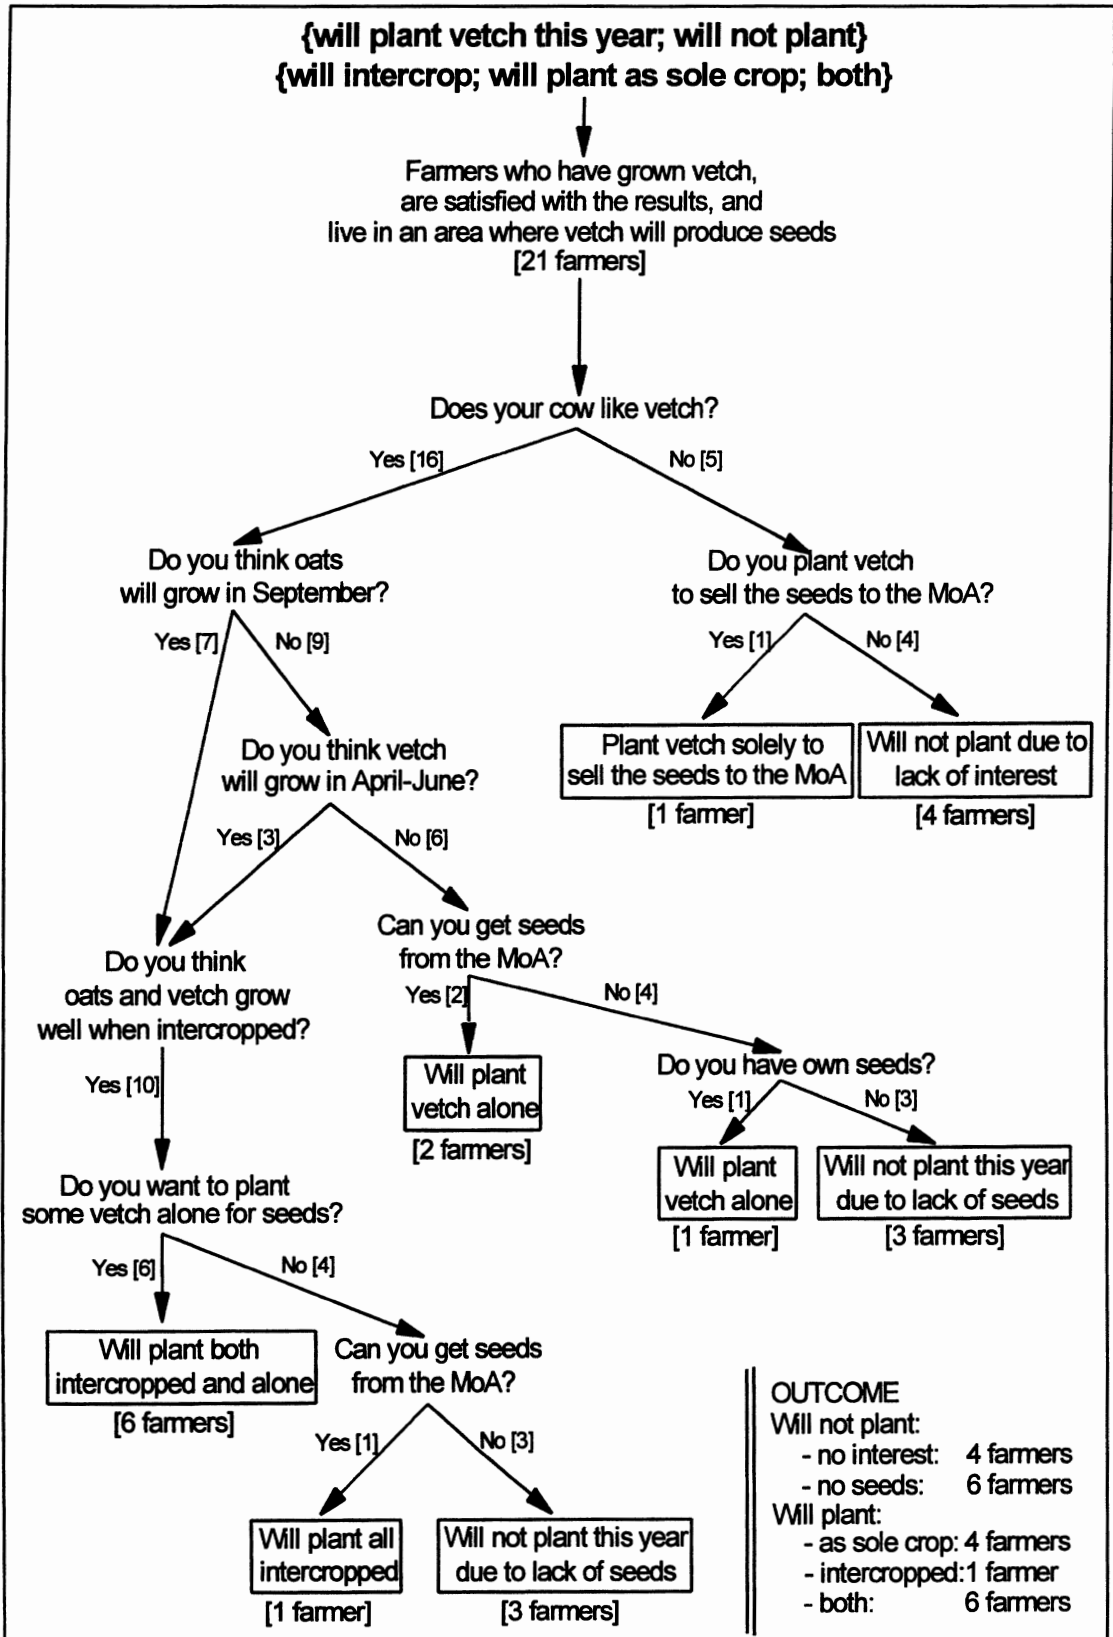 {will plant vetch this year; will not plant}
{will intercrop; will plant as sole crop; both}
Farmers who have grown vetch,
are satisfied with the results, and
live in an area where vetch will produce seeds
[21 farmers]
Does your cow like vetch?
Yes [16]
No [5]
Do you think oats
will grow in September?
Do you plant vetch
to sell the seeds to the MoA?
Yes [7]
No [9]
Yes [1]
No [4]
Do you think vetch
will grow in April-June?
Plant vetch solely to
sell the seeds to the MoA
[1 farmer]
Will not plant due to
lack of interest
[4 farmers]
Yes [3]
No [6]
Can you get seeds
from the MoA?
Do you think
oats and vetch grow
well when intercropped?
Yes [2]
No [4]
Will plant
vetch alone
[2 farmers]
Do you have own seeds?
Yes [10]
Yes [1]
No [3]
Will plant
vetch alone
[1 farmer]
Will not plant this year
due to lack of seeds
[3 farmers]
Do you want to plant
some vetch alone for seeds?
Yes [6]
No [4]
Will plant both
intercropped and alone
[6 farmers]
Can you get seeds
from the MoA?
Yes [1]
No [3]
Will plant all
intercropped
[1 farmer]
Will not plant this year
due to lack of seeds
[3 farmers]
OUTCOME
Will not plant:
- no interest: 4 farmers
- no seeds: 6 farmers
Will plant:
- as sole crop: 4 farmers
- intercropped:1 farmer
- both: 6 farmers